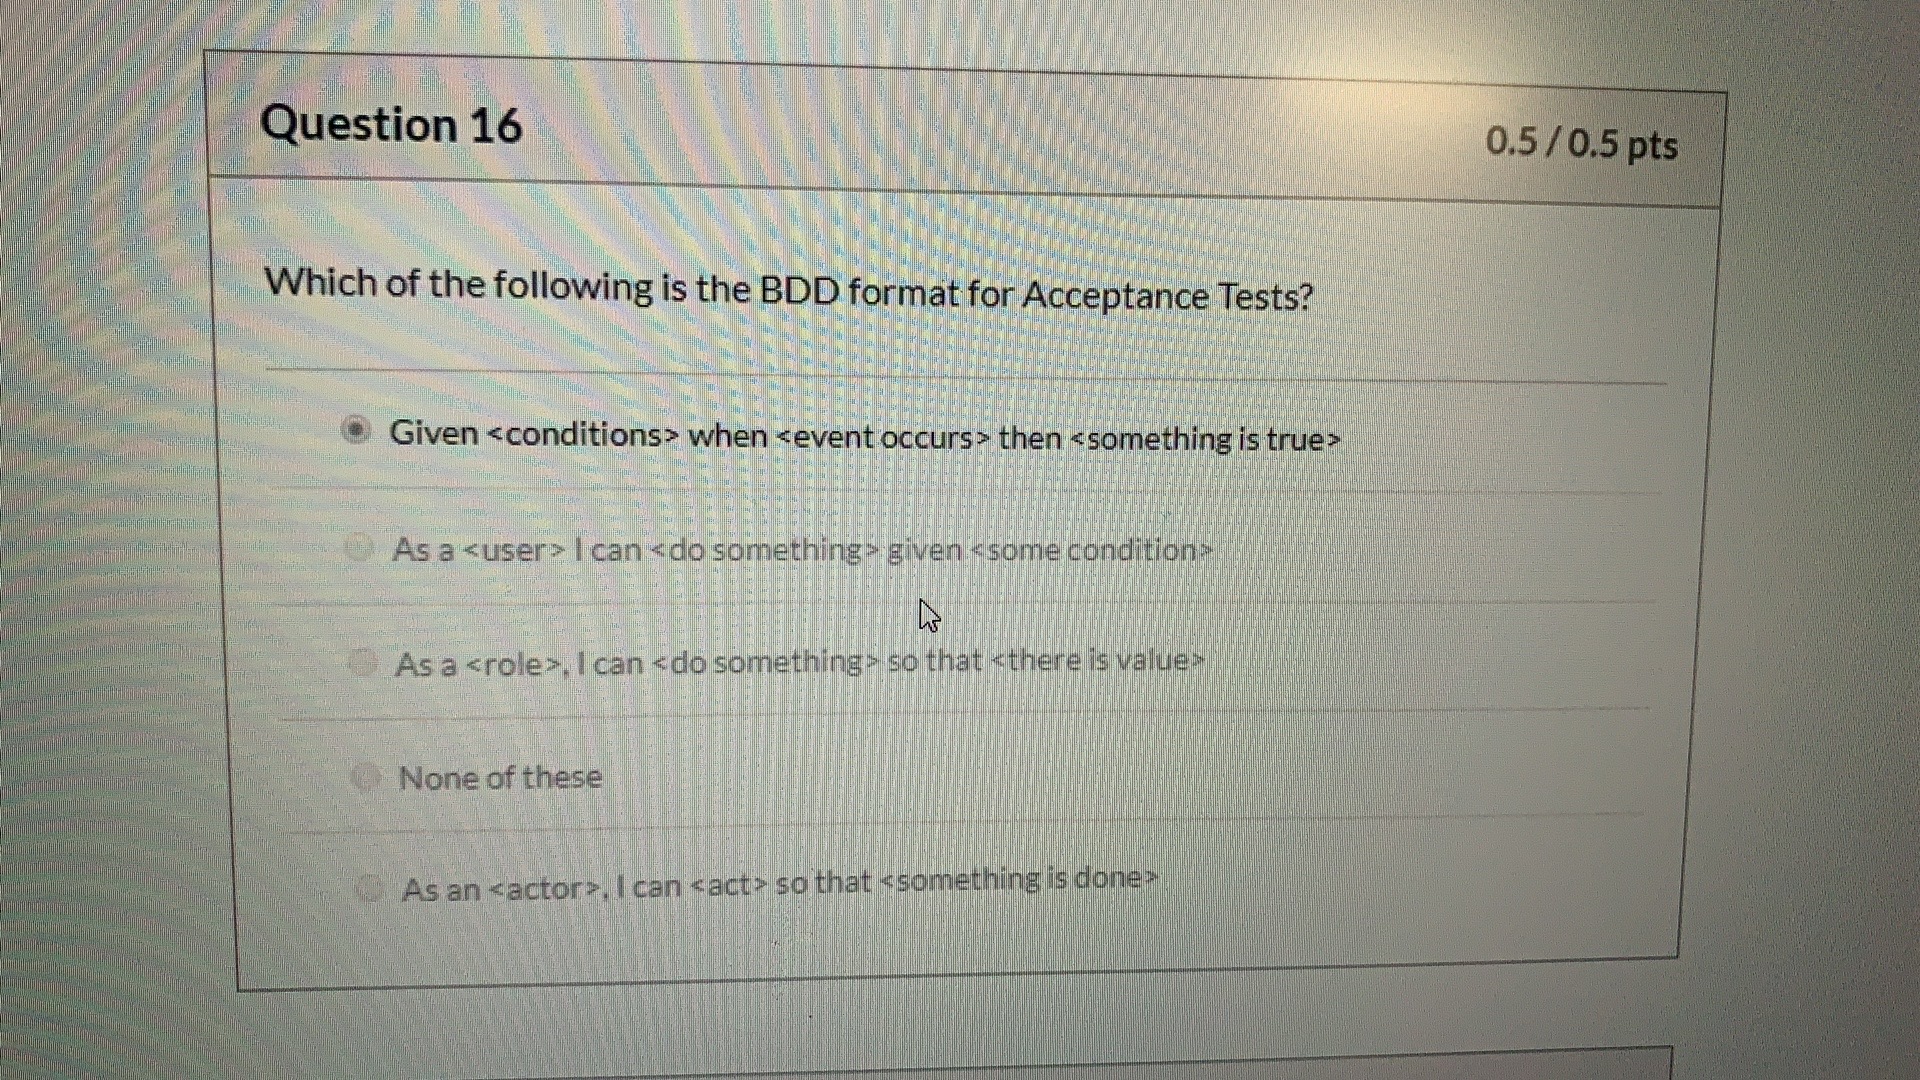 Question 16
0.5 / 0.5 pts
Which of the following is the BDD format for Acceptance Tests?
Given <conditions> when <event occurs> then <something is true>
As a <user> I can <do something> given <some condition>
As a <role>, I can <do something> so that <there is value>
None of these
As an <actor>, I can <act> so that <something is done>